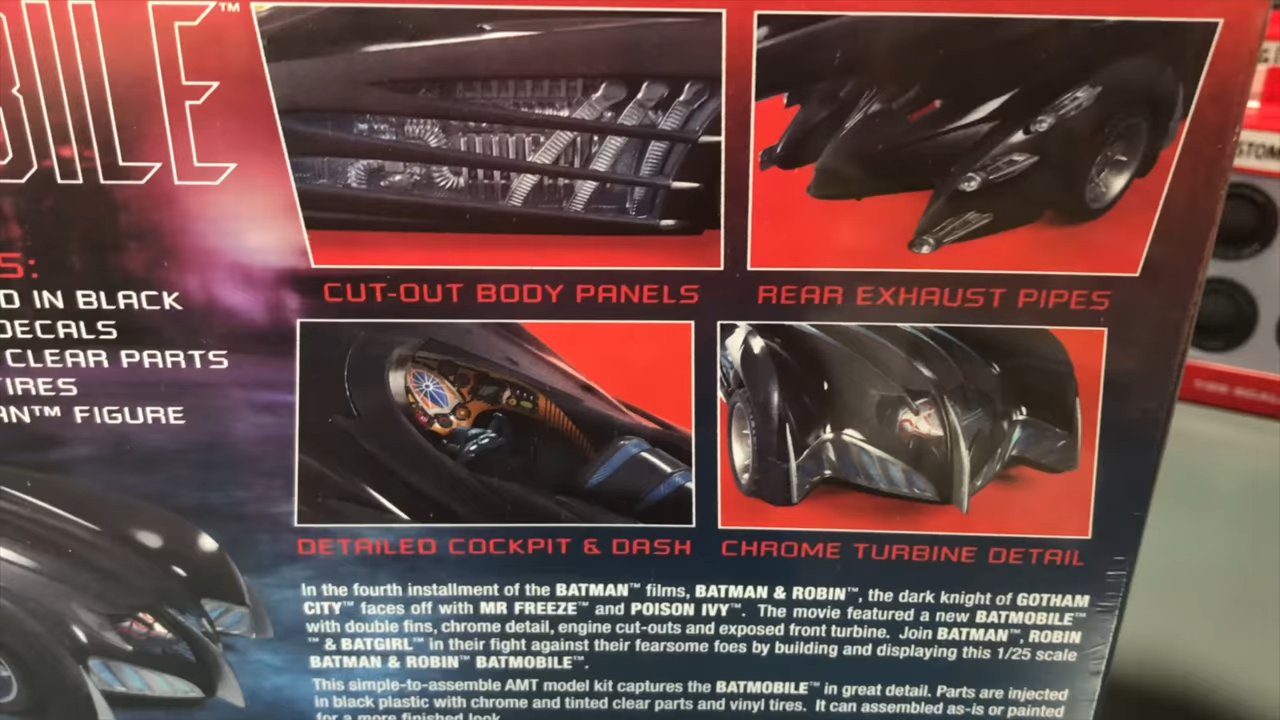 BILE™
S:
D IN BLACK
DECALS
CLEAR PARTS
TIRES
AN™ FIGURE
CUT-OUT BODY PANELS
REAR EXHAUST PIPES
DETAILED COCKPIT & DASH
CHROME TURBINE DETAIL
In the fourth installment of the BATMAN™ films, BATMAN & ROBIN™, the dark knight of GOTHAM
CITY™ faces off with MR FREEZE™ and POISON IVY™. The movie featured a new BATMOBILE™
with double fins, chrome detail, engine cut-outs and exposed front turbine. Join BATMAN™, ROBIN
™ & BATGIRL™ in their fight against their fearsome foes by building and displaying this 1/25 scale
BATMAN & ROBIN™ BATMOBILE™.
This simple-to-assemble AMT model kit captures the BATMOBILE™ in great detail. Parts are injected
in black plastic with chrome and tinted clear parts and vinyl tires. It can assembled as-is or painted
for a more finished look.
STOM